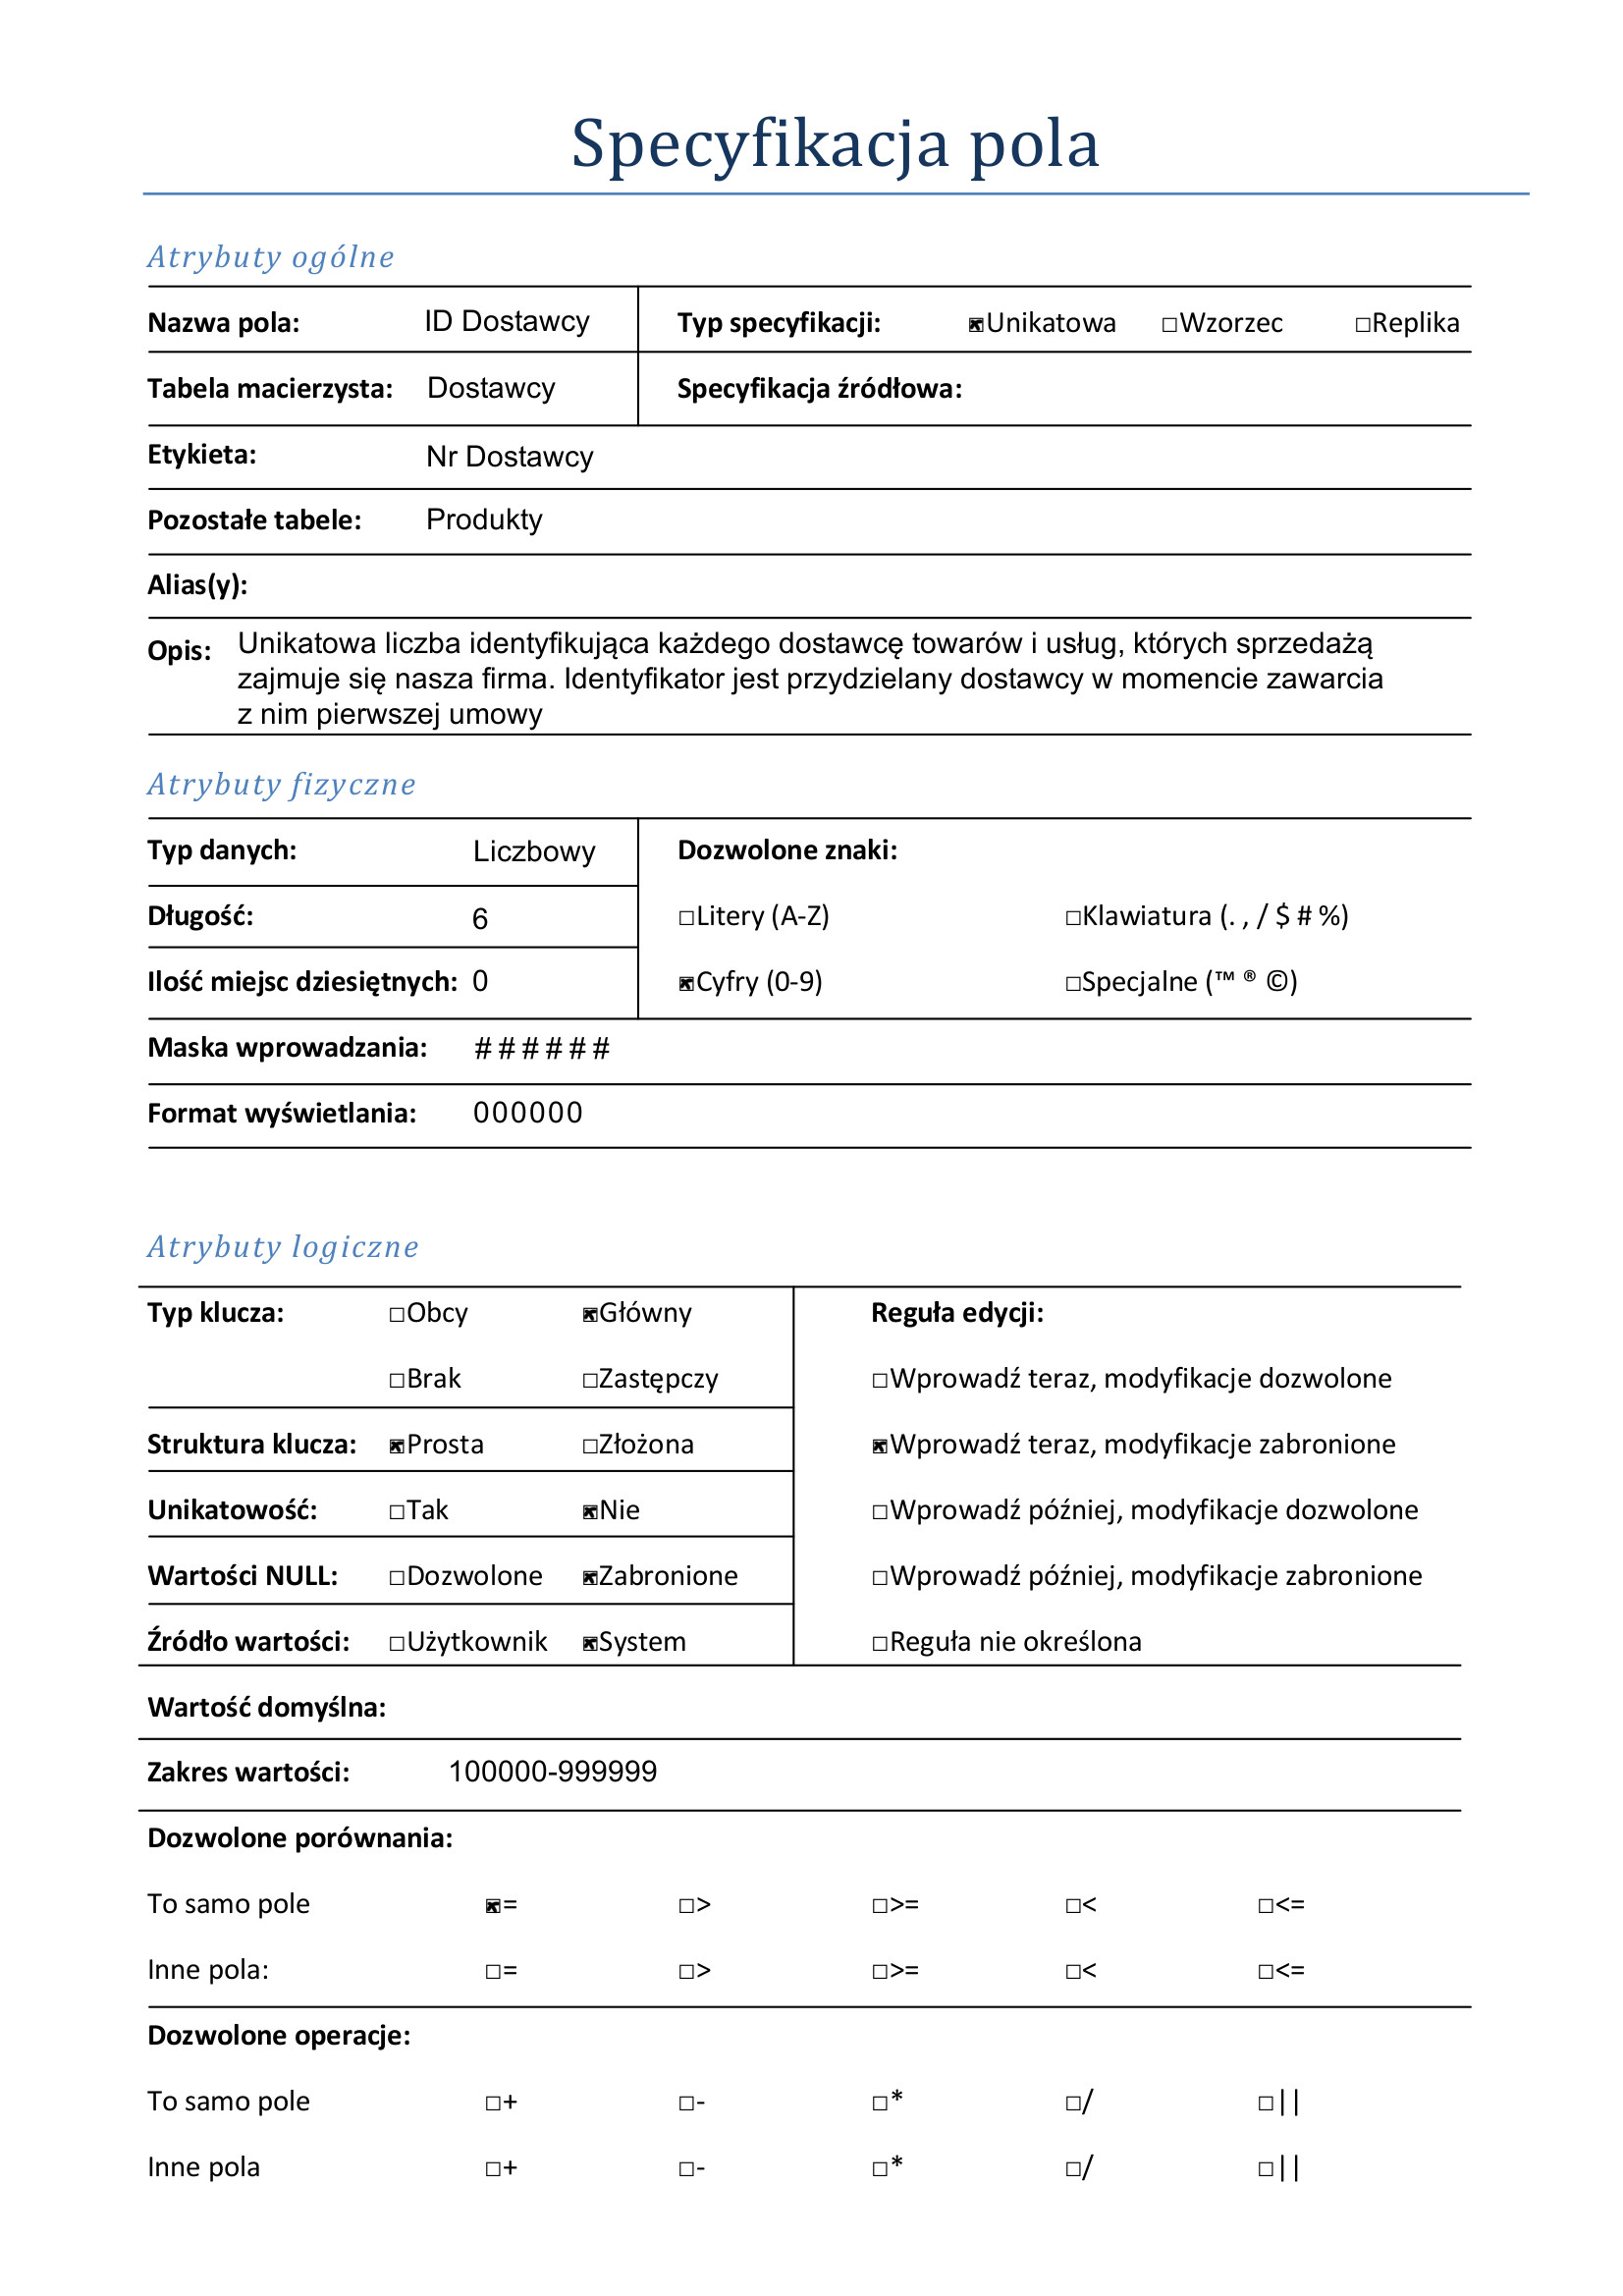 Specyfikacja pola
Atrybuty ogólne
Nazwa pola: ID Dostawcy Typ specyfikacji: ☒Unikatowa ☐Wzorzec ☐Replika
Tabela macierzysta: Dostawcy Specyfikacja źródłowa:
Etykieta: Nr Dostawcy
Pozostałe tabele: Produkty
Alias(y):
Opis: Unikatowa liczba identyfikująca każdego dostawcę towarów i usług, których sprzedażą
zajmuje się nasza firma. Identyfikator jest przydzielany dostawcy w momencie zawarcia
z nim pierwszej umowy
Atrybuty fizyczne
Typ danych: Liczbowy Dozwolone znaki:
Długość: 6 ☐Litery (A-Z) ☐Klawiatura (. , / $ # %)
Ilość miejsc dziesiętnych: 0 ☒Cyfry (0-9) ☐Specjalne (™ ® ©)
Maska wprowadzania: # # # # # #
Format wyświetlania: 000000
Atrybuty logiczne
Typ klucza: ☐Obcy ☒Główny Reguła edycji:
☐Brak ☐Zastępczy ☐Wprowadź teraz, modyfikacje dozwolone
Struktura klucza: ☒Prosta ☐Złożona ☒Wprowadź teraz, modyfikacje zabronione
Unikatowość: ☐Tak ☒Nie ☐Wprowadź później, modyfikacje dozwolone
Wartości NULL: ☐Dozwolone ☒Zabronione ☐Wprowadź później, modyfikacje zabronione
Źródło wartości: ☐Użytkownik ☒System ☐Reguła nie określona
Wartość domyślna:
Zakres wartości: 100000-999999
Dozwolone porównania:
To samo pole ☒= ☐> ☐>= ☐< ☐<=
Inne pola: ☐= ☐> ☐>= ☐< ☐<=
Dozwolone operacje:
To samo pole ☐+ ☐- ☐* ☐/ ☐||
Inne pola ☐+ ☐- ☐* ☐/ ☐||